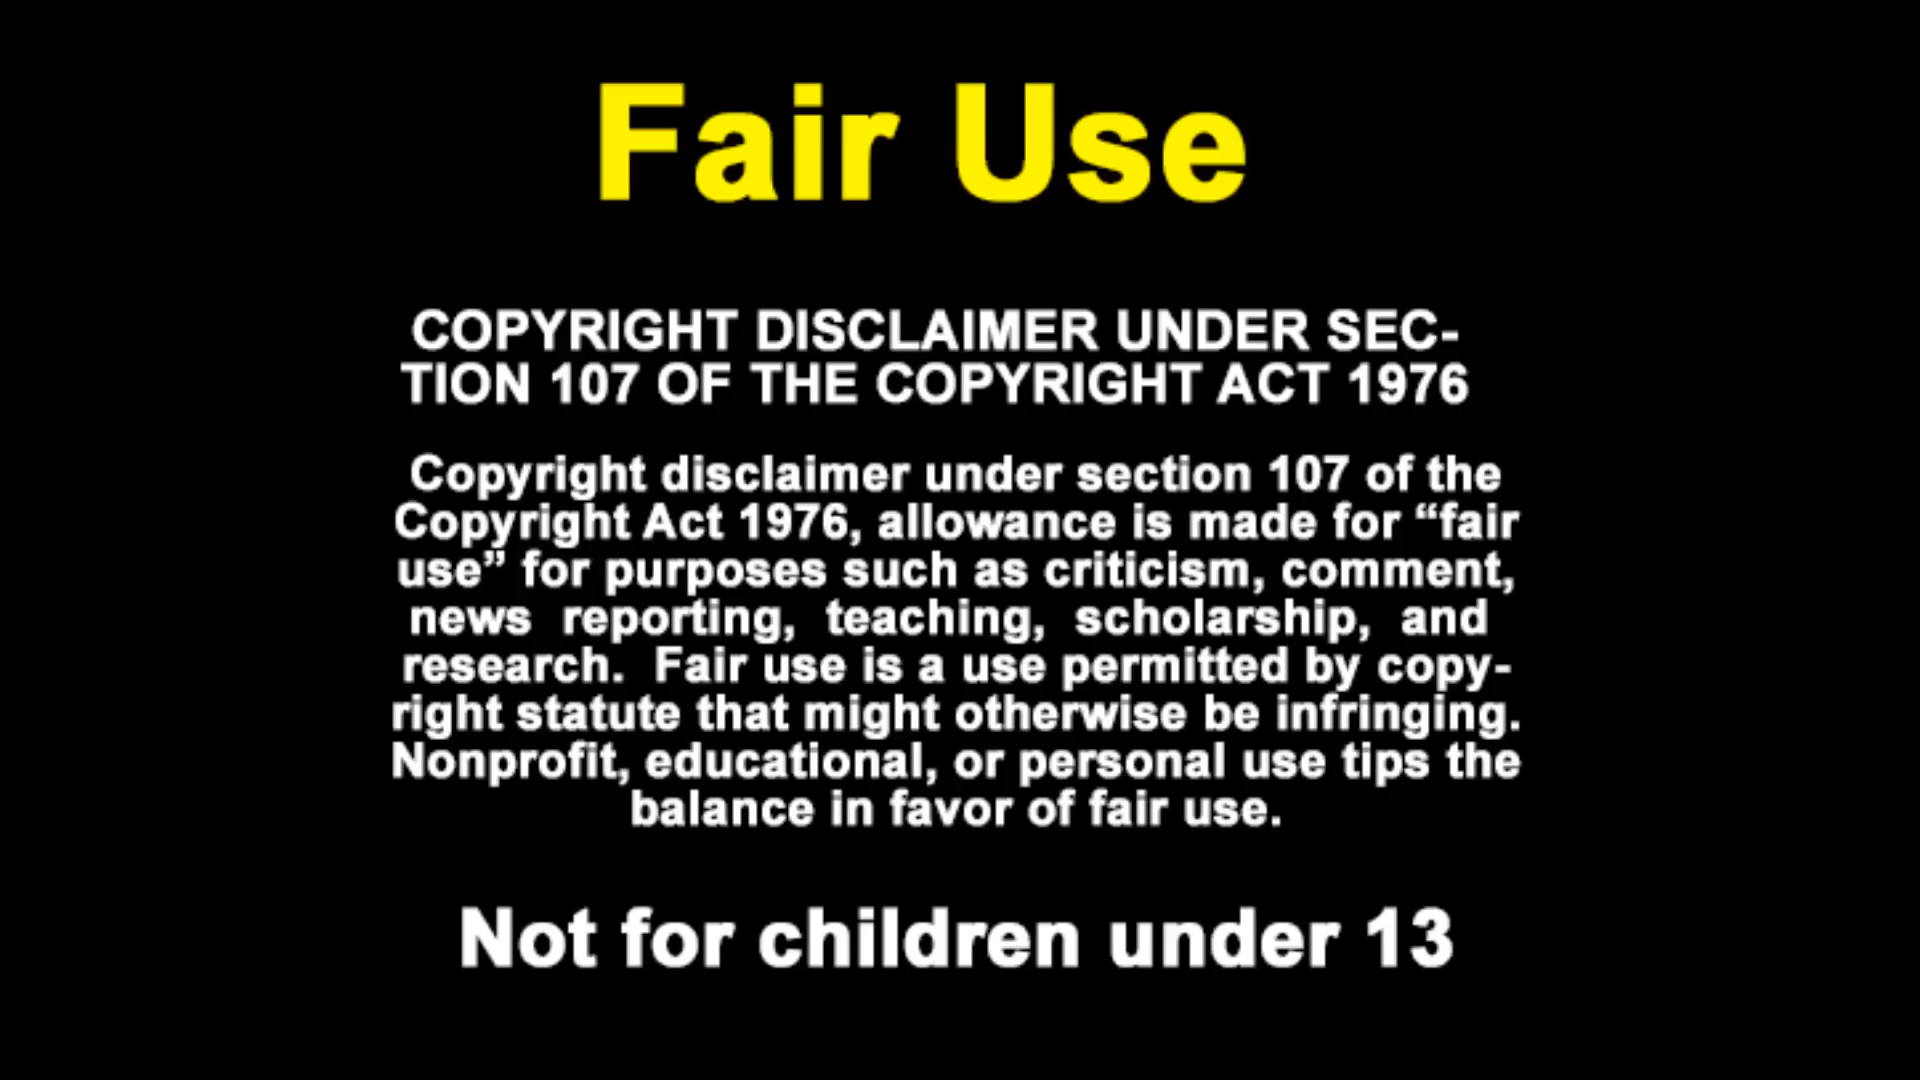 Fair Use
COPYRIGHT DISCLAIMER UNDER SEC-
TION 107 OF THE COPYRIGHT ACT 1976
Copyright disclaimer under section 107 of the
Copyright Act 1976, allowance is made for “fair
use” for purposes such as criticism, comment,
news reporting, teaching, scholarship, and
research. Fair use is a use permitted by copy-
right statute that might otherwise be infringing.
Nonprofit, educational, or personal use tips the
balance in favor of fair use.
Not for children under 13